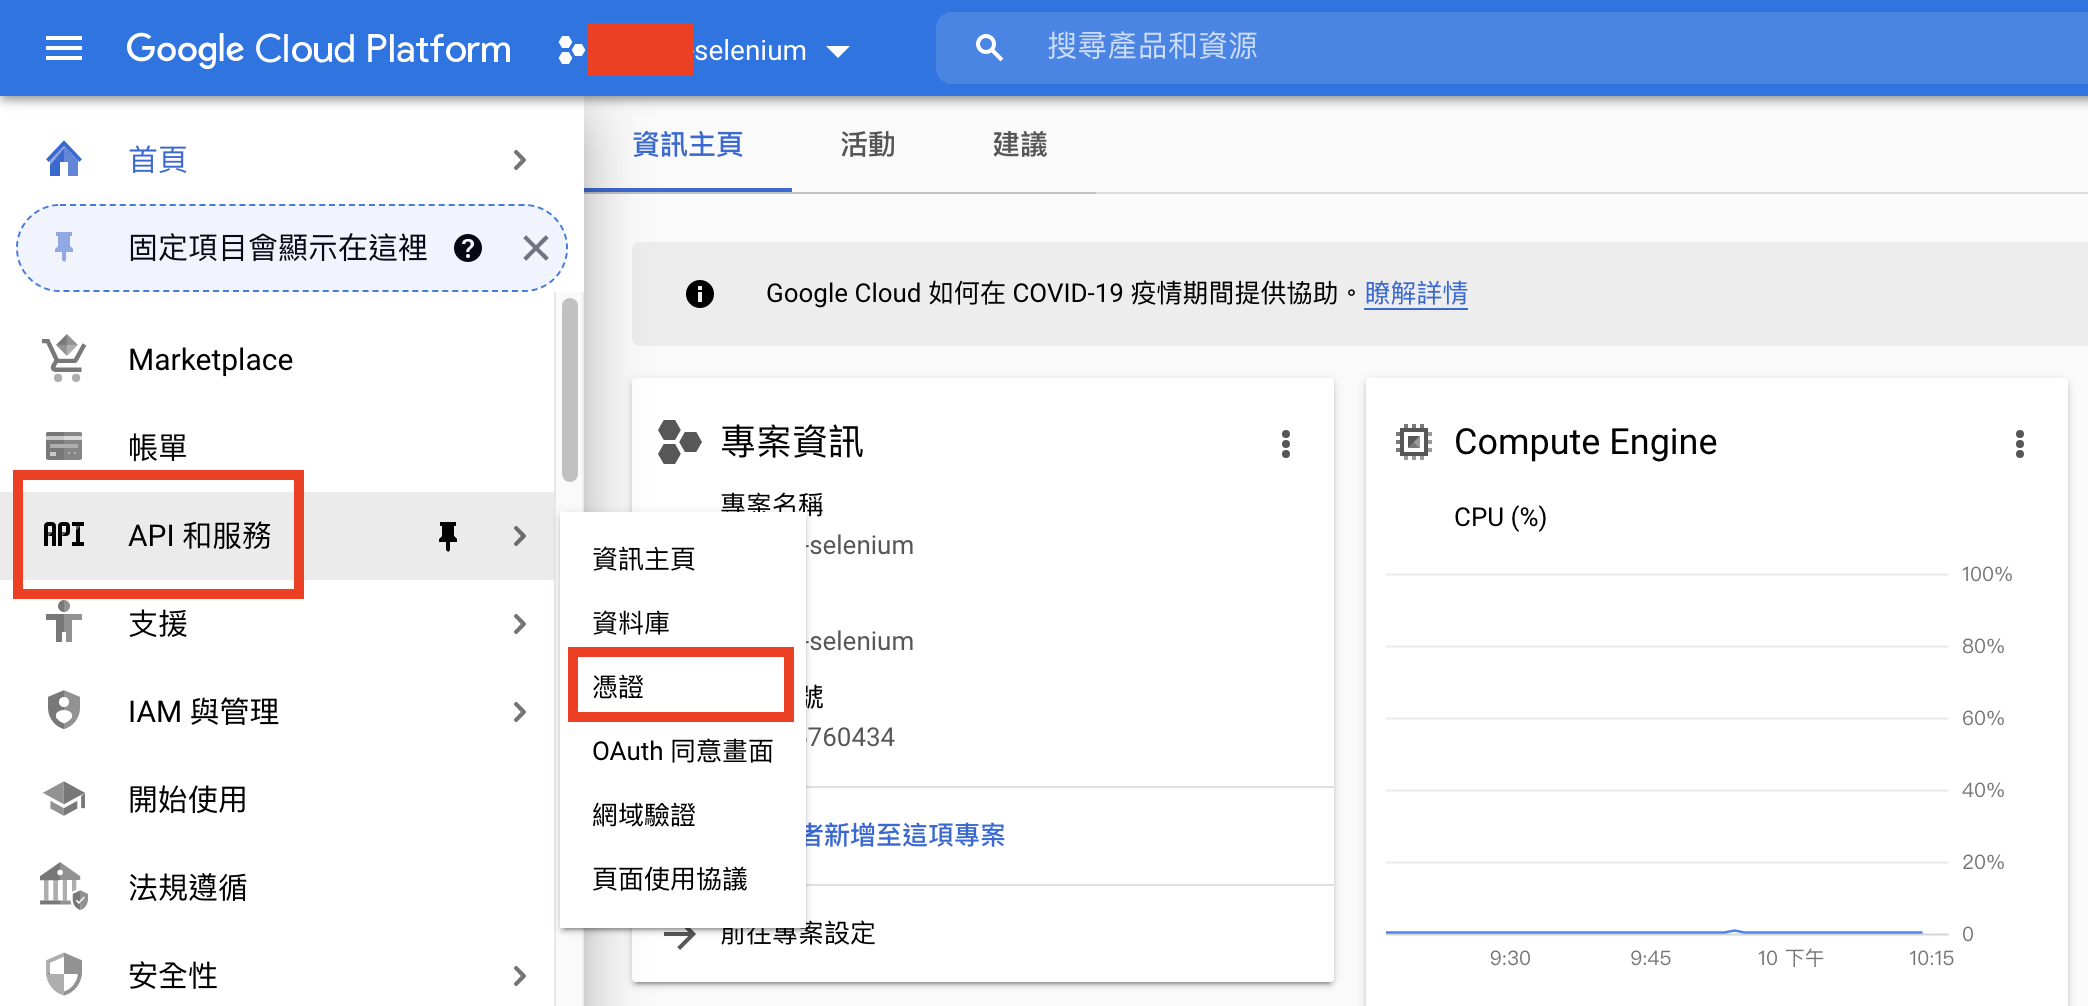 Google Cloud Platform
selenium
搜尋產品和資源
首頁
固定項目會顯示在這裡
Marketplace
帳單
API API 和服務
支援
IAM 與管理
開始使用
法規遵循
安全性
資訊主頁
資料庫
憑證
OAuth 同意畫面
網域驗證
頁面使用協議
資訊主頁
活動
建議
Google Cloud 如何在 COVID-19 疫情期間提供協助。瞭解詳情
專案資訊
專案名稱
-selenium
-selenium
號
760434
者新增至這項專案
前往專案設定
Compute Engine
CPU (%)
100%
80%
60%
40%
20%
0
9:30
9:45
10 下午
10:15